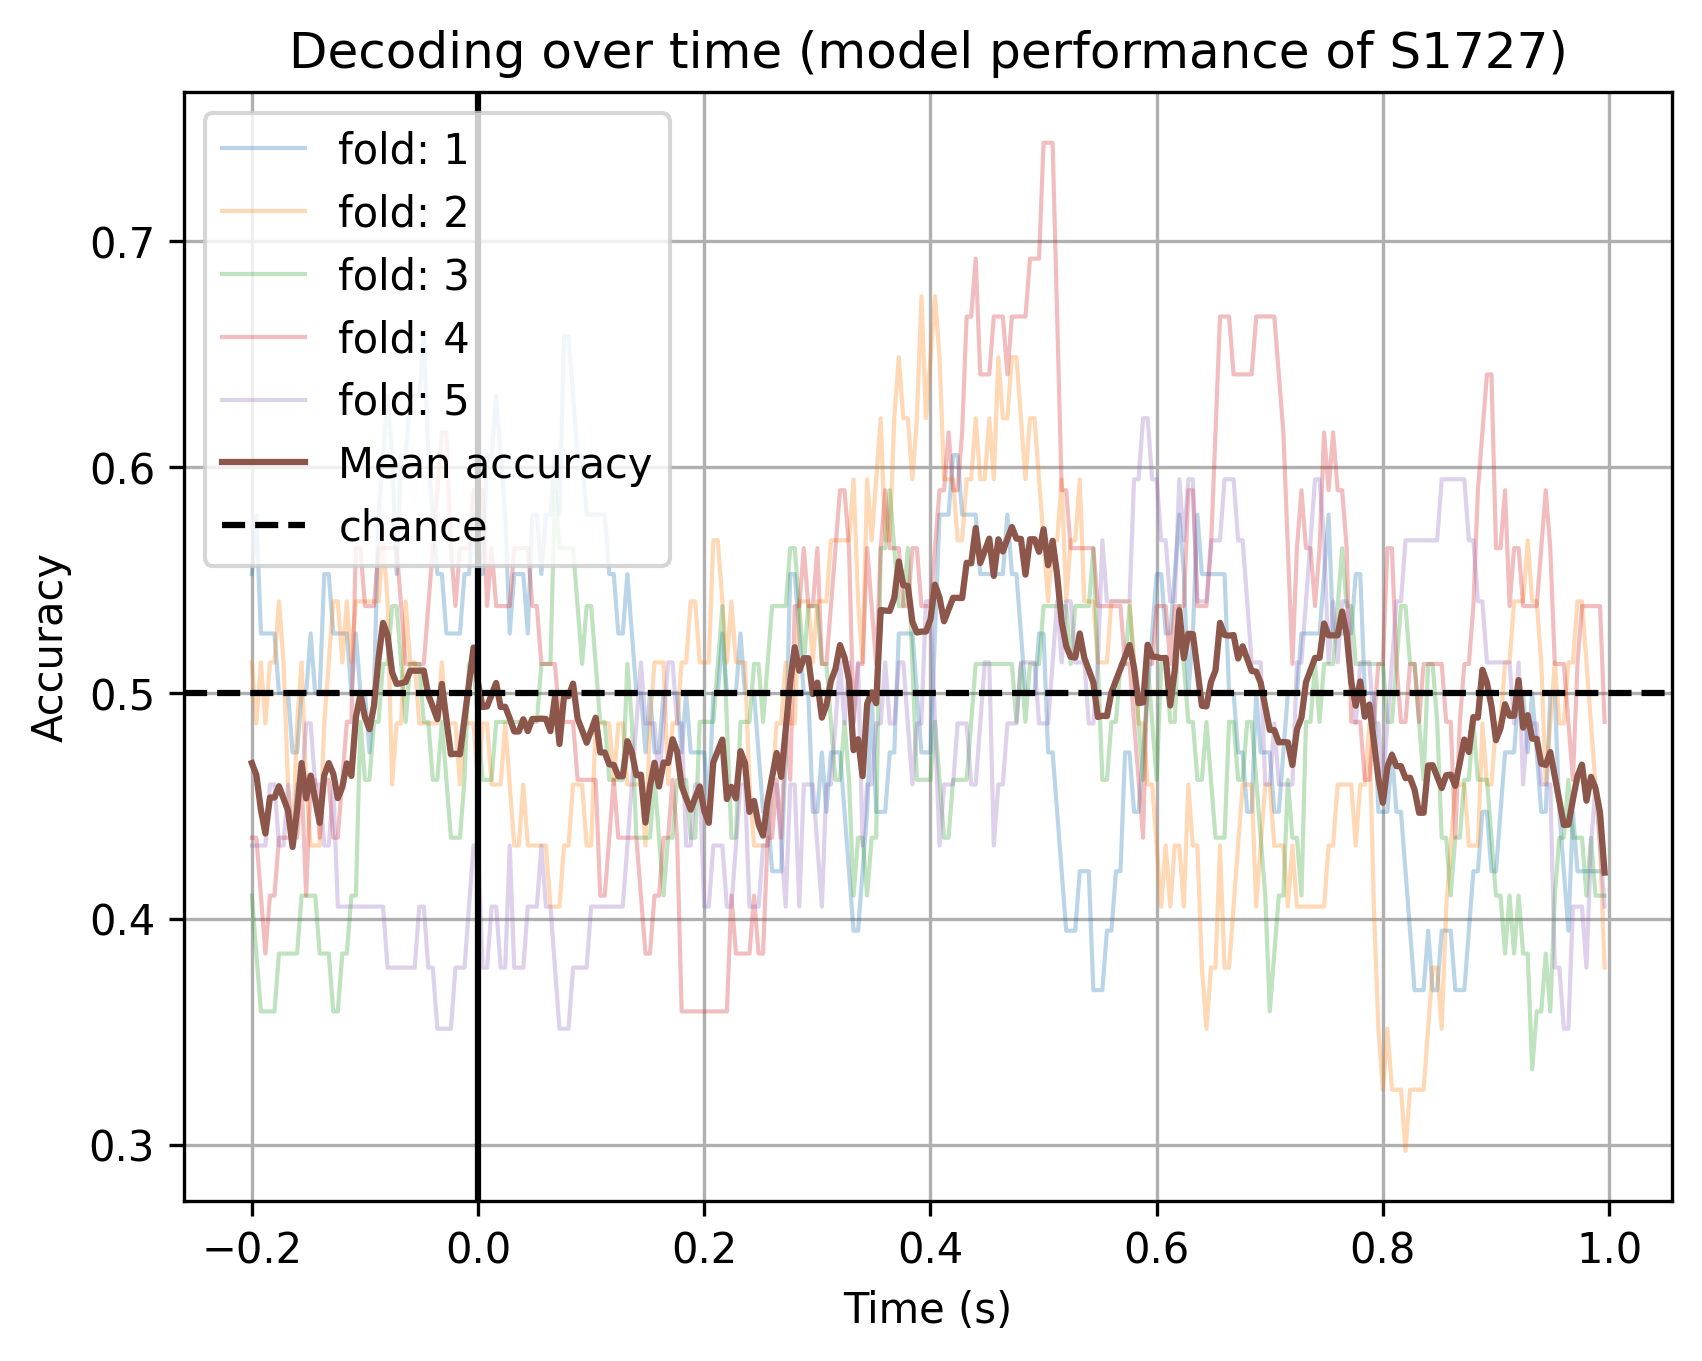 Decoding over time (model performance of S1727)
fold: 1
fold: 2
fold: 3
fold: 4
fold: 5
Mean accuracy
chance
Accuracy
0.7
0.6
0.5
0.4
0.3
−0.2 0.0 0.2 0.4 0.6 0.8 1.0
Time (s)